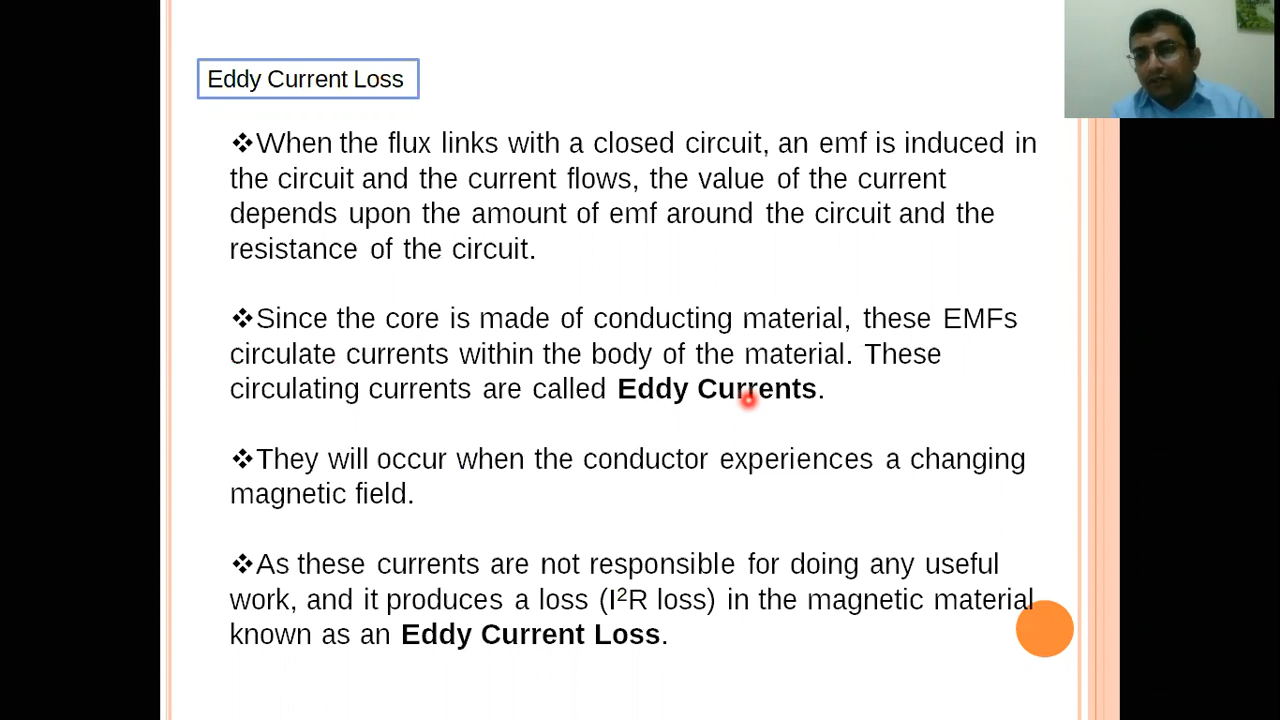 Eddy Current Loss
❖When the flux links with a closed circuit, an emf is induced in
the circuit and the current flows, the value of the current
depends upon the amount of emf around the circuit and the
resistance of the circuit.
❖Since the core is made of conducting material, these EMFs
circulate currents within the body of the material. These
circulating currents are called Eddy Currents.
❖They will occur when the conductor experiences a changing
magnetic field.
❖As these currents are not responsible for doing any useful
work, and it produces a loss (I²R loss) in the magnetic material
known as an Eddy Current Loss.